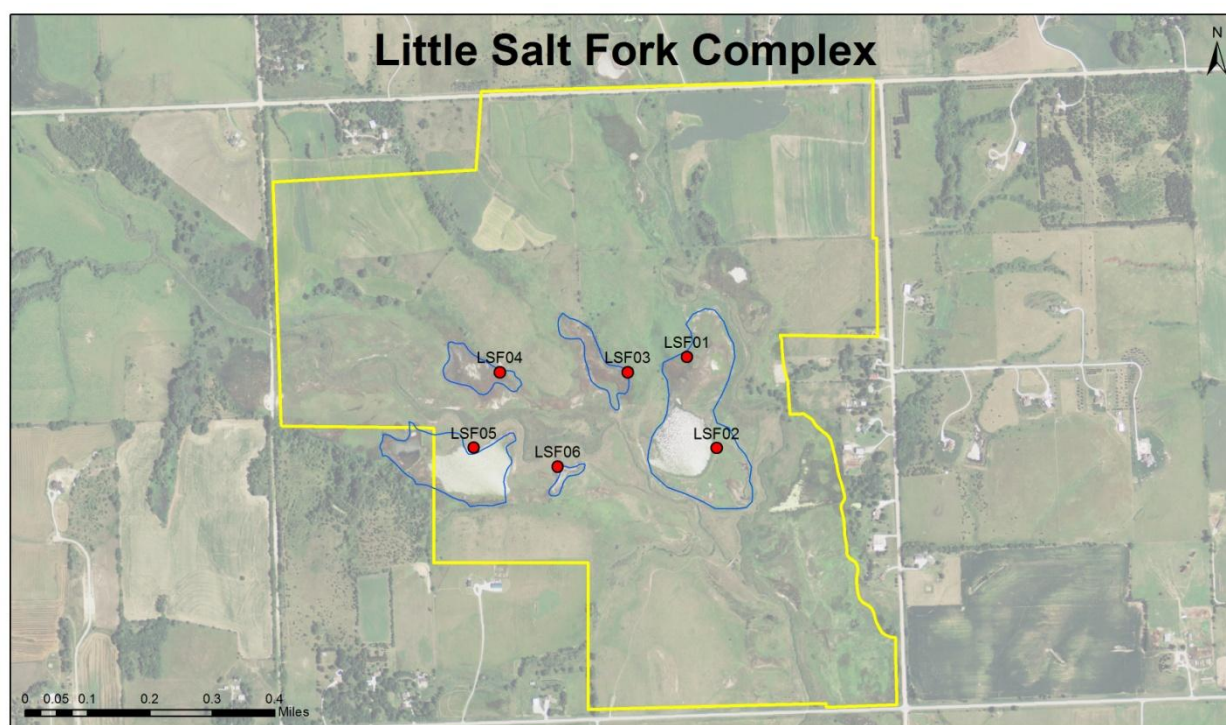 Little Salt Fork Complex
N
LSF01
LSF04
LSF03
LSF05
LSF02
LSF06
0 0.05 0.1 0.2 0.3 0.4
Miles